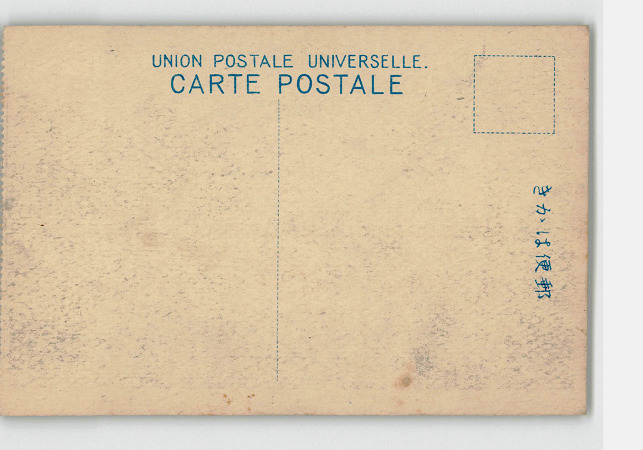 UNION POSTALE UNIVERSELLE.
CARTE POSTALE
きかは便郵